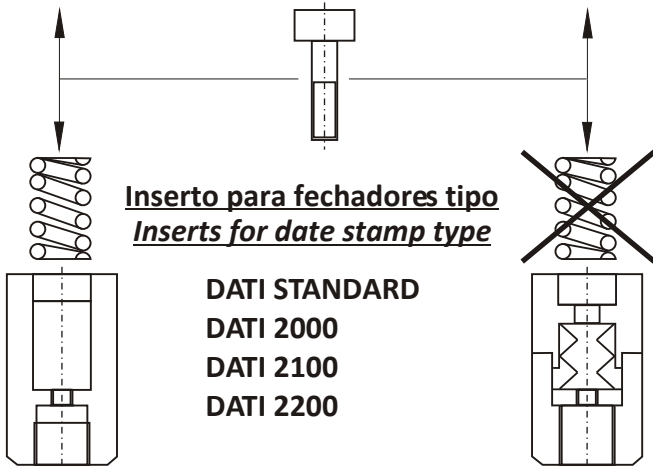 Inserto para fechadores tipo
Inserts for date stamp type
DATI STANDARD
DATI 2000
DATI 2100
DATI 2200